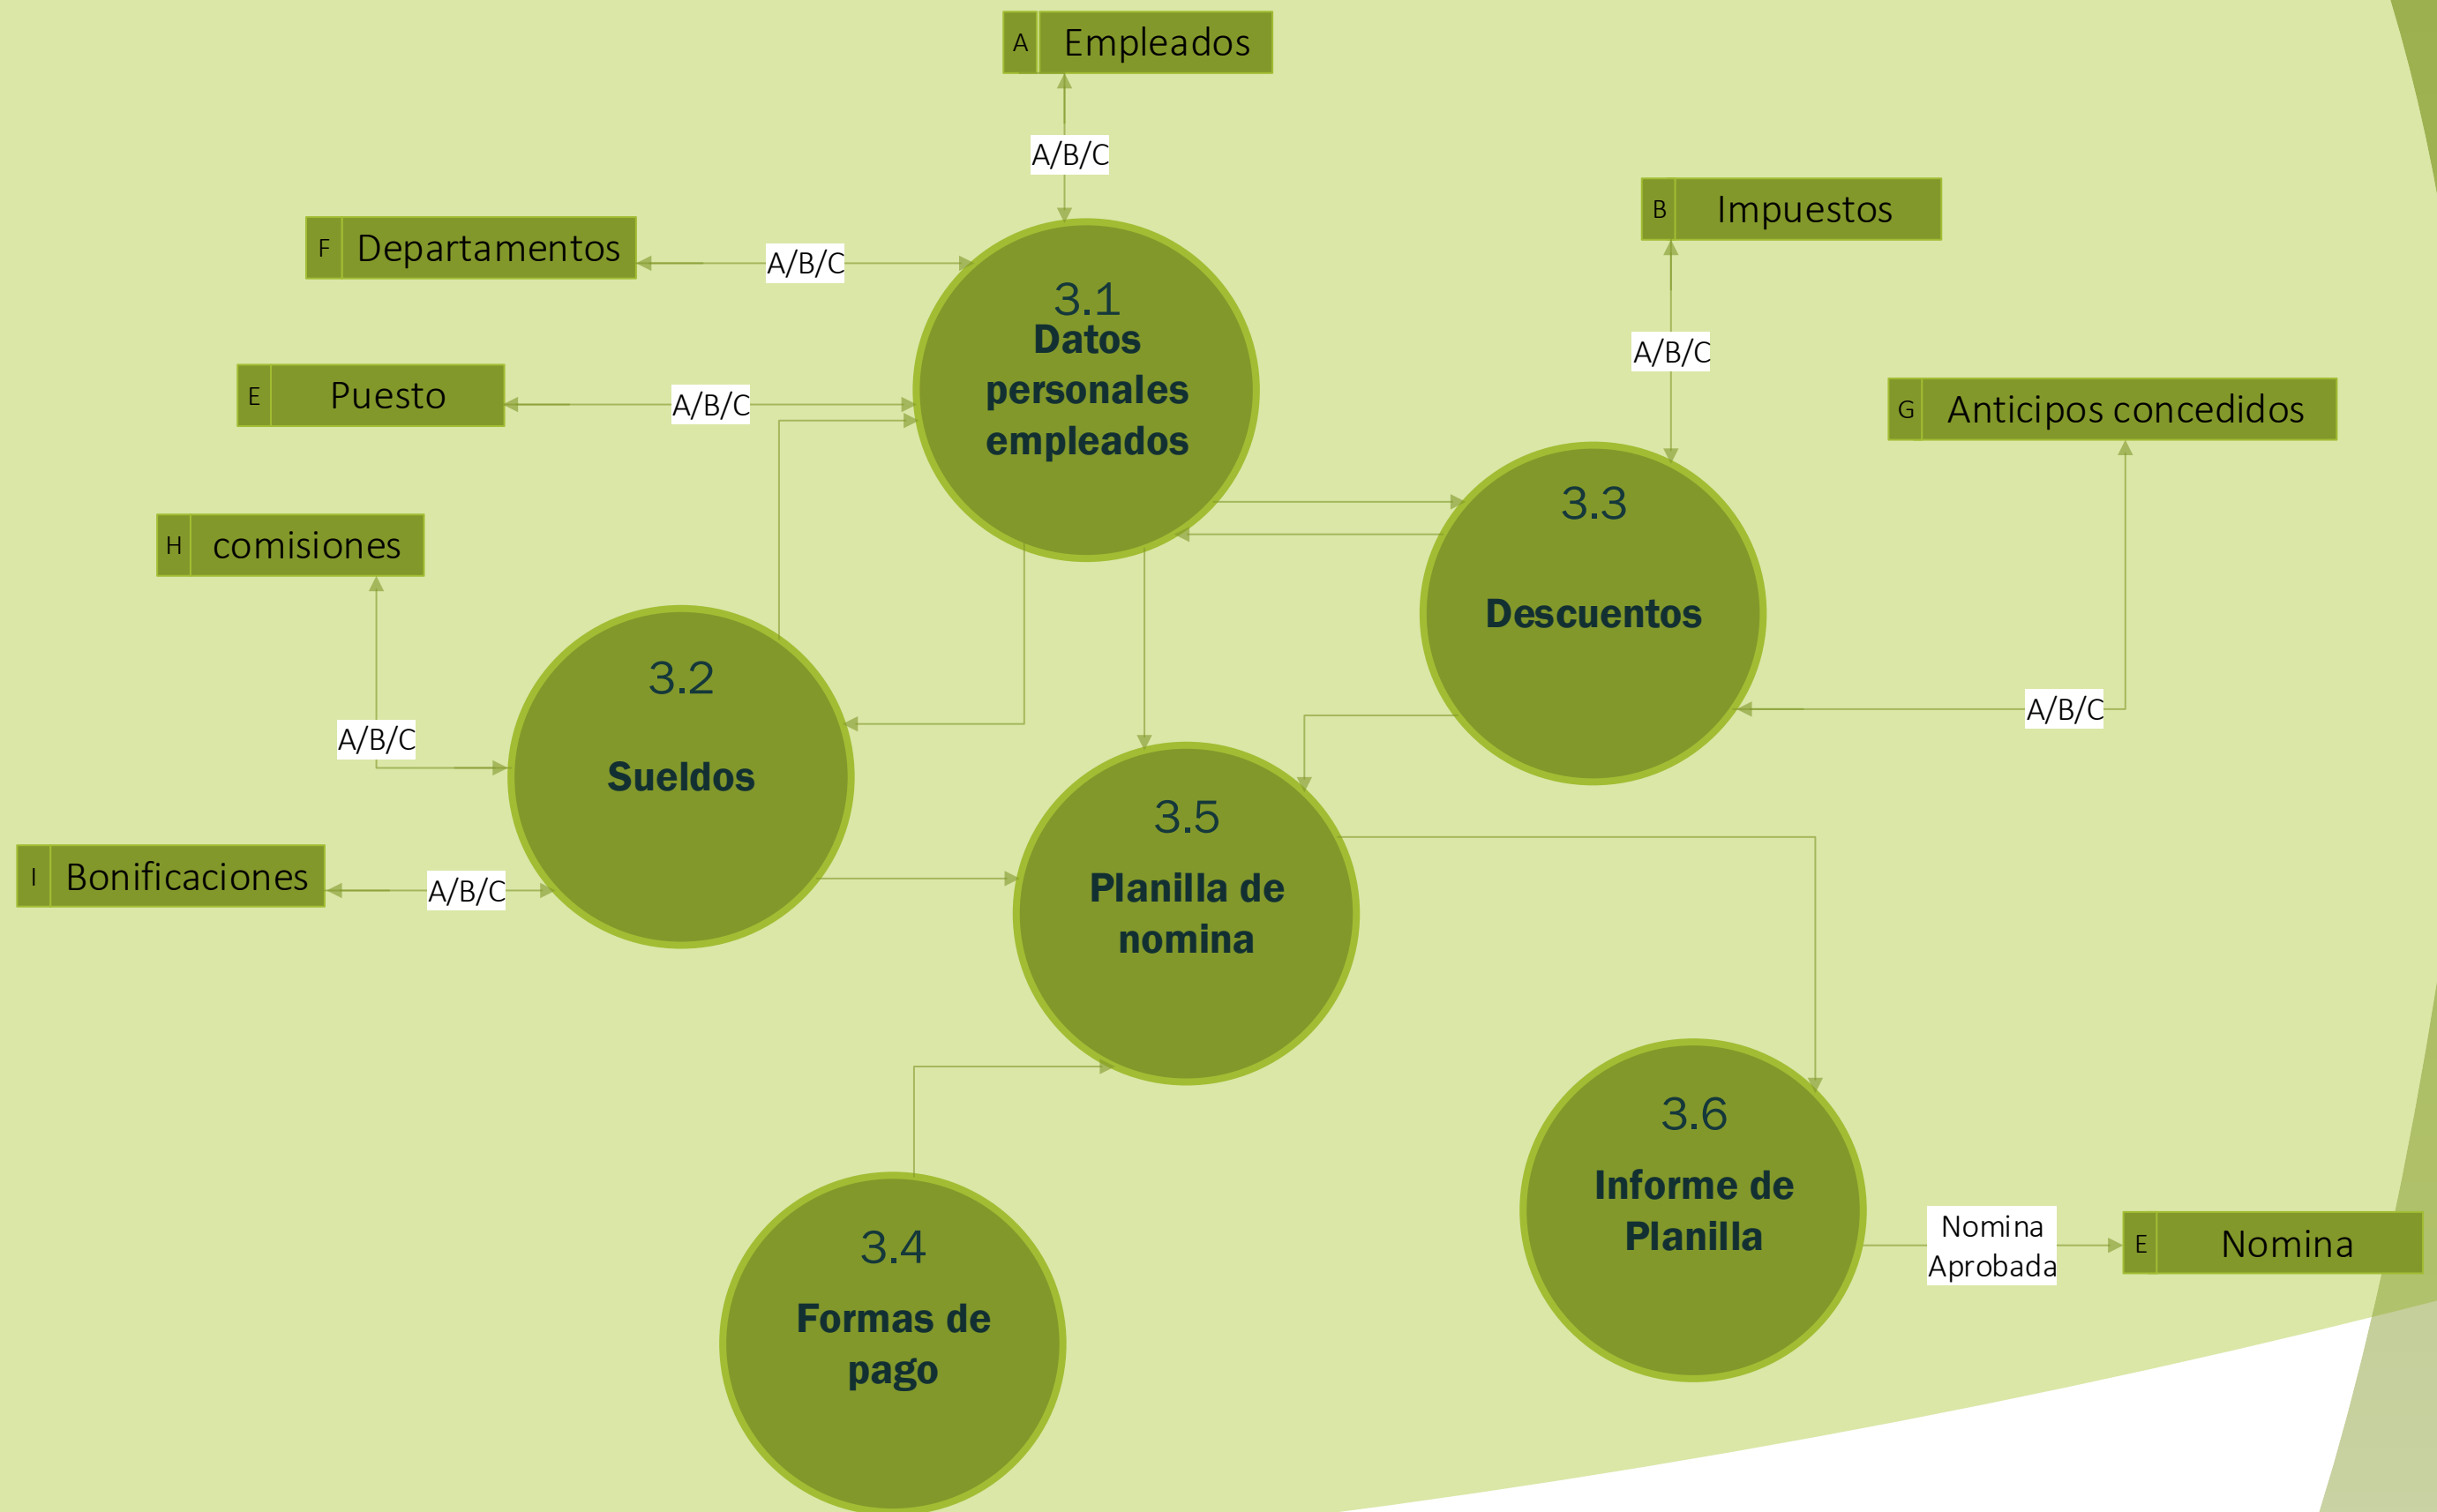 A Empleados
A/B/C
B Impuestos
F Departamentos
A/B/C
3.1
Datos
personales
empleados
A/B/C
E Puesto
A/B/C
G Anticipos concedidos
3.3
Descuentos
H comisiones
3.2
Sueldos
A/B/C
A/B/C
3.5
Planilla de
nomina
I Bonificaciones
A/B/C
3.6
Informe de
Planilla
Nomina
Aprobada
E Nomina
3.4
Formas de
pago